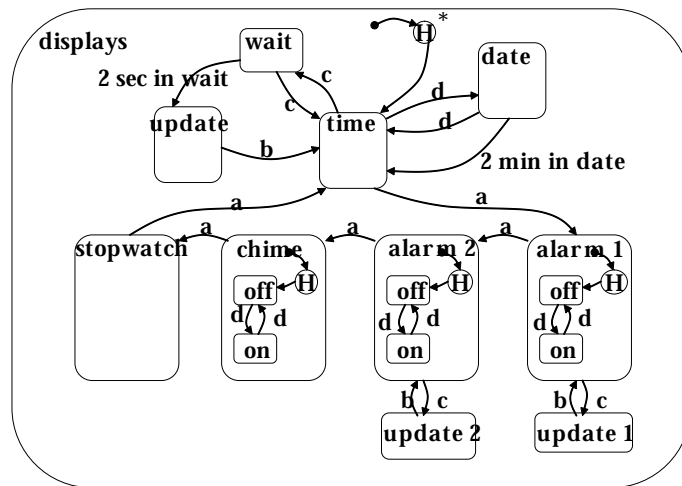 displays
wait
H*
date
2 sec in wait
c
c
d
update
time
d
b
2 min in date
a
a
a
a
a
stopwatch
chime
alarm 2
alarm 1
H
H
H
off
off
off
d
d
d
d
d
d
on
on
on
b
c
b
c
update 2
update 1